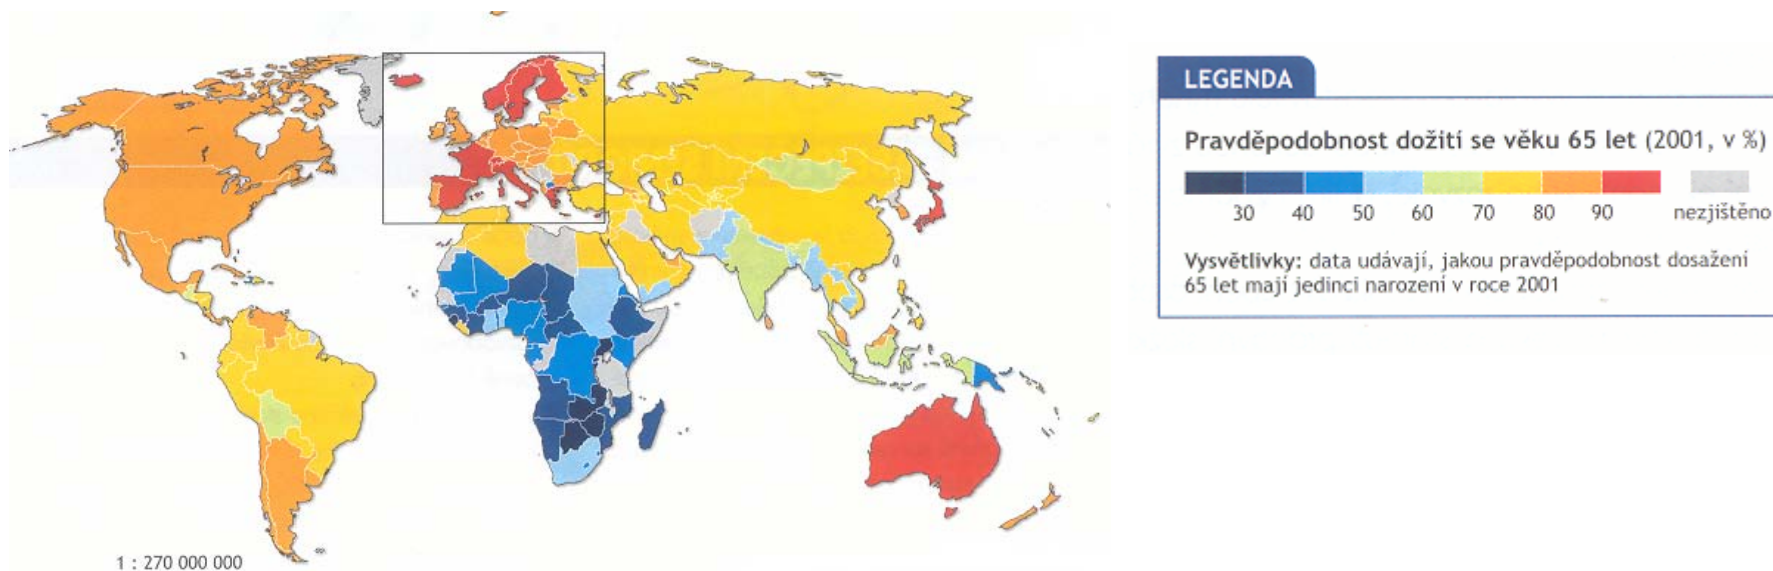 LEGENDA
Pravděpodobnost dožití se věku 65 let (2001, v %)
30 40 50 60 70 80 90 nezjištěno
Vysvětlivky: data udávají, jakou pravděpodobnost dosažení
65 let mají jedinci narození v roce 2001
1 : 270 000 000